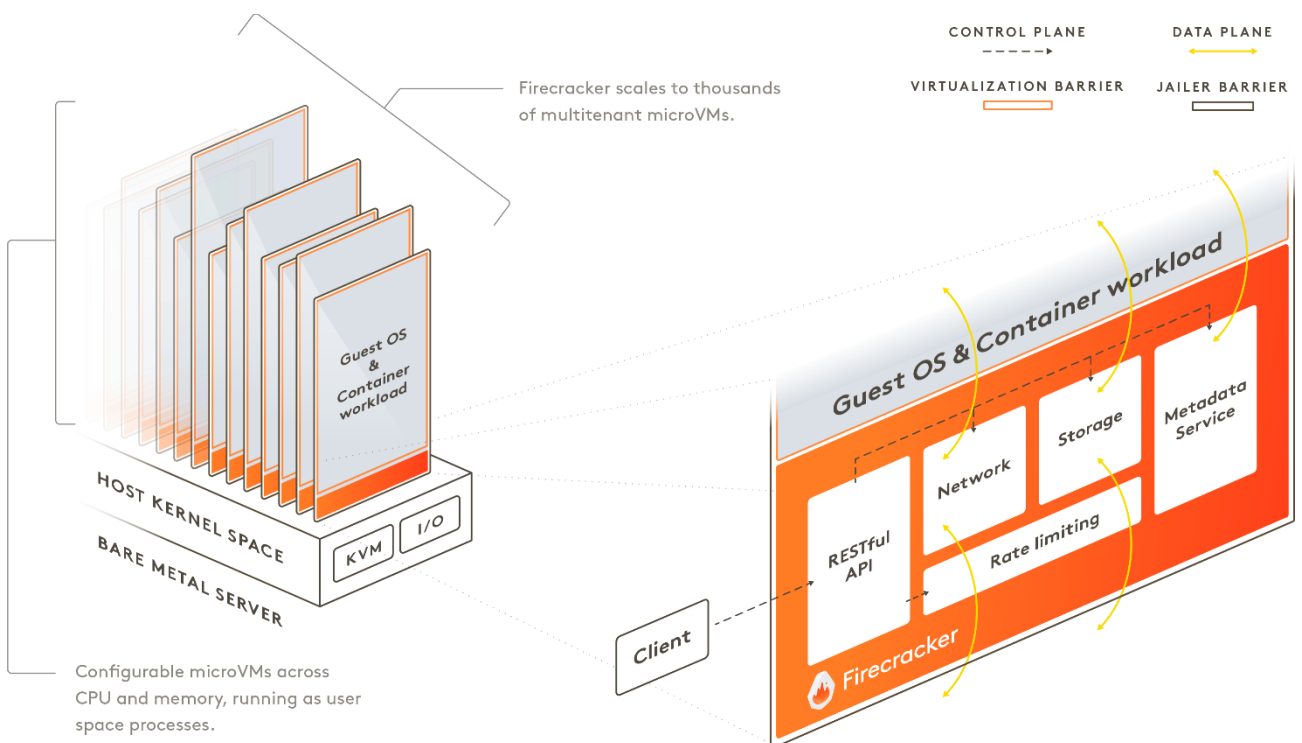 CONTROL PLANE
DATA PLANE
VIRTUALIZATION BARRIER
JAILER BARRIER
Firecracker scales to thousands
of multitenant microVMs.
Guest OS
&
Container
workload
HOST KERNEL SPACE
BARE METAL SERVER
KVM
I/O
Configurable microVMs across
CPU and memory, running as user
space processes.
Client
Guest OS & Container workload
RESTful
API
Network
Storage
Metadata
Service
Rate limiting
Firecracker